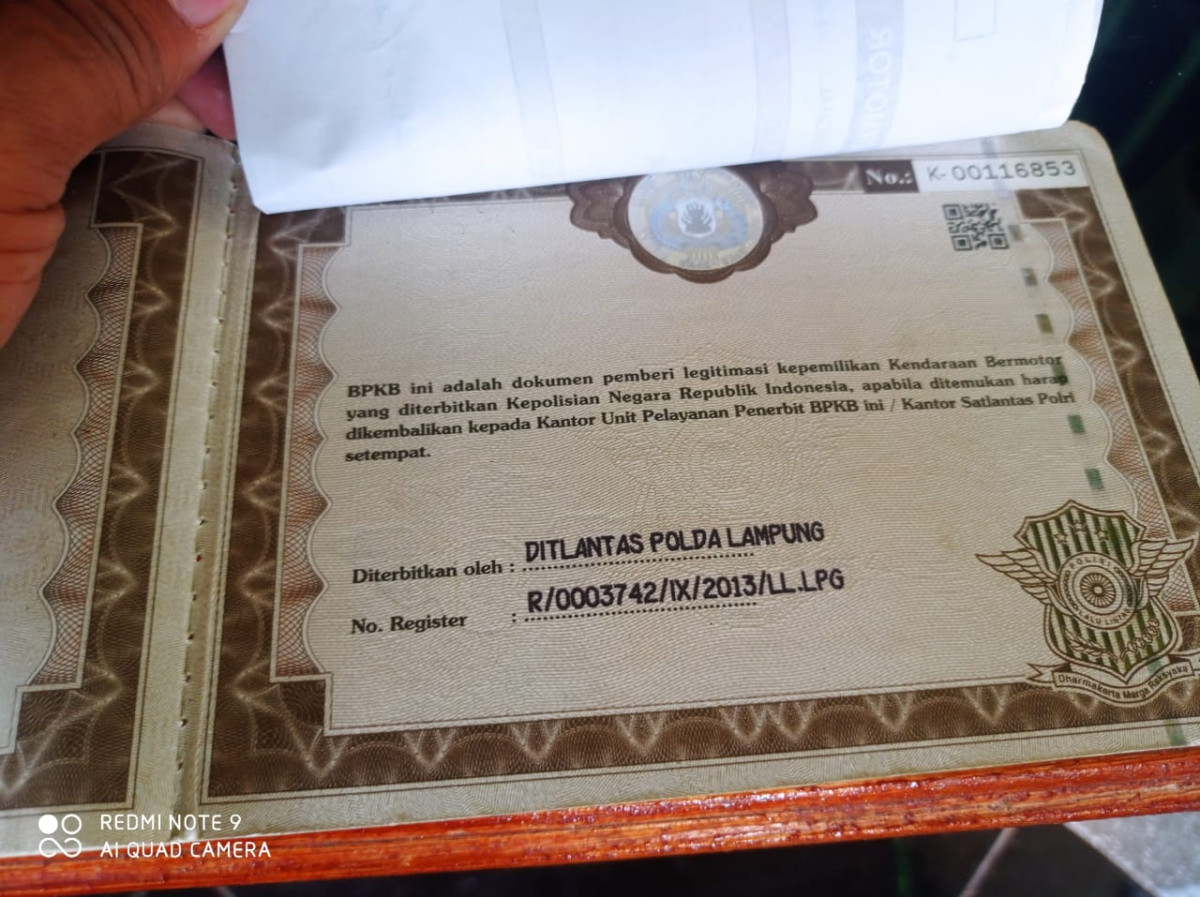 No.: K-00116853
BPKB ini adalah dokumen pemberi legitimasi kepemilikan Kendaraan Bermotor
yang diterbitkan Kepolisian Negara Republik Indonesia, apabila ditemukan harap
dikembalikan kepada Kantor Unit Pelayanan Penerbit BPKB ini / Kantor Satlantas Polri
setempat.
Diterbitkan oleh : DITLANTAS POLDA LAMPUNG
No. Register : R/0003742/IX/2013/LL.LPG
LALU LINTAS
Dharmakerta Marga Raksyaka
REDMI NOTE 9
AI QUAD CAMERA